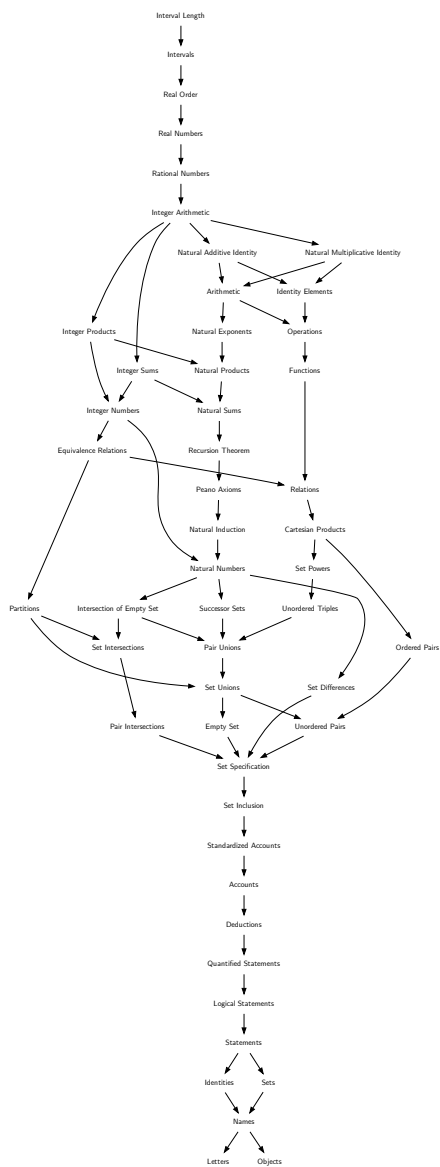 Interval Length
Intervals
Real Order
Real Numbers
Rational Numbers
Integer Arithmetic
Natural Additive Identity Natural Multiplicative Identity
Arithmetic Identity Elements
Integer Products Natural Exponents Operations
Integer Sums Natural Products Functions
Integer Numbers Natural Sums
Equivalence Relations Recursion Theorem
Peano Axioms Relations
Natural Induction Cartesian Products
Natural Numbers Set Powers
Partitions Intersection of Empty Set Successor Sets Unordered Triples
Set Intersections Pair Unions Ordered Pairs
Set Unions Set Differences
Pair Intersections Empty Set Unordered Pairs
Set Specification
Set Inclusion
Standardized Accounts
Accounts
Deductions
Quantified Statements
Logical Statements
Statements
Identities Sets
Names
Letters Objects